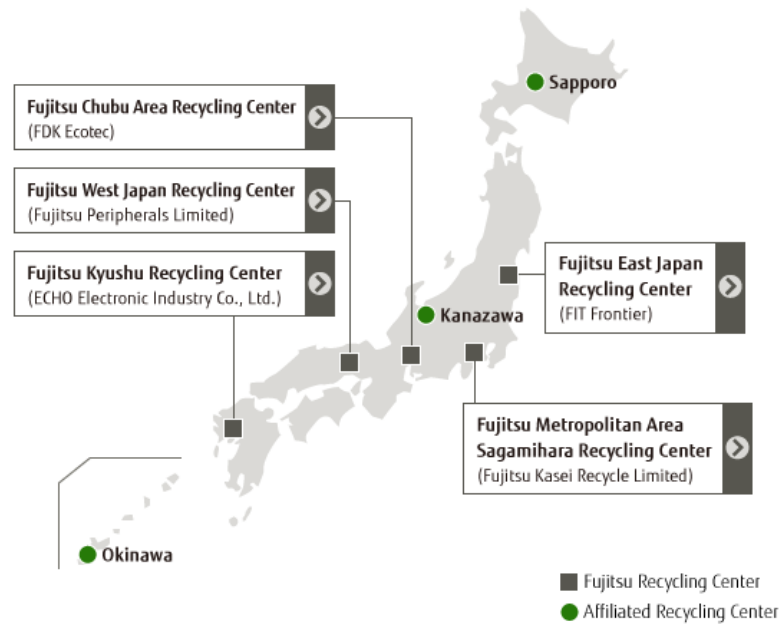 Sapporo
Fujitsu Chubu Area Recycling Center
(FDK Ecotec)
Fujitsu West Japan Recycling Center
(Fujitsu Peripherals Limited)
Fujitsu Kyushu Recycling Center
(ECHO Electronic Industry Co., Ltd.)
Fujitsu East Japan
Recycling Center
(FIT Frontier)
Kanazawa
Fujitsu Metropolitan Area
Sagamihara Recycling Center
(Fujitsu Kasei Recycle Limited)
Okinawa
Fujitsu Recycling Center
Affiliated Recycling Center